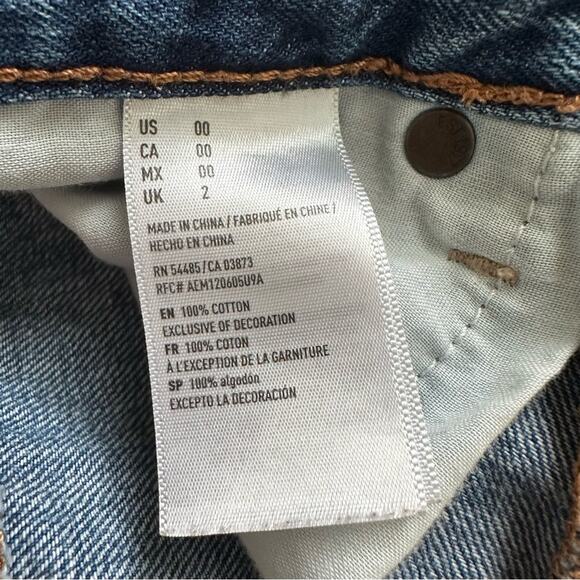 US 00
CA 00
MX 00
UK 2
MADE IN CHINA / FABRIQUÉ EN CHINE /
HECHO EN CHINA
RN 54485 / CA 03873
RFC# AEM120605U9A
EN 100% COTTON
EXCLUSIVE OF DECORATION
FR 100% COTON
À L'EXCEPTION DE LA GARNITURE
SP 100% algodón
EXCEPTO LA DECORACIÓN